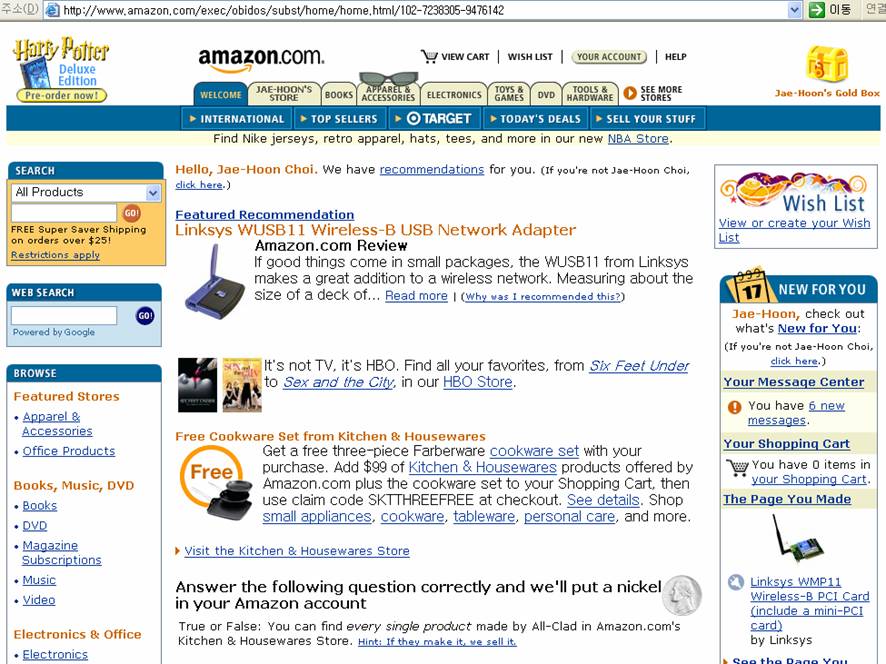 주소(D) http://www.amazon.com/exec/obidos/subst/home/home.html/102-7238305-9476142 이동 연결
Harry Potter
Deluxe
Edition
Pre-order now!
amazon.com.
VIEW CART | WISH LIST | YOUR ACCOUNT | HELP
Jae-Hoon's Gold Box
WELCOME
JAE-HOON'S
STORE
BOOKS
APPAREL &
ACCESSORIES
ELECTRONICS
TOYS &
GAMES
DVD
TOOLS &
HARDWARE
SEE MORE
STORES
INTERNATIONAL
TOP SELLERS
TARGET
TODAY'S DEALS
SELL YOUR STUFF
Find Nike jerseys, retro apparel, hats, tees, and more in our new NBA Store.
SEARCH
All Products
GO!
FREE Super Saver Shipping
on orders over $25!
Restrictions apply
WEB SEARCH
GO!
Powered by Google
BROWSE
Featured Stores
• Apparel &
Accessories
• Office Products
Books, Music, DVD
• Books
• DVD
• Magazine
Subscriptions
• Music
• Video
Electronics & Office
• Electronics
Hello, Jae-Hoon Choi. We have recommendations for you. (If you're not Jae-Hoon Choi,
click here.)
Featured Recommendation
Linksys WUSB11 Wireless-B USB Network Adapter
Amazon.com Review
If good things come in small packages, the WUSB11 from Linksys
makes a great addition to a wireless network. Measuring about the
size of a deck of... Read more | (Why was I recommended this?)
It's not TV, it's HBO. Find all your favorites, from Six Feet Under
to Sex and the City, in our HBO Store.
Free Cookware Set from Kitchen & Housewares
Free
Get a free three-piece Farberware cookware set with your
purchase. Add $99 of Kitchen & Housewares products offered by
Amazon.com plus the cookware set to your Shopping Cart, then
use claim code SKTTHREEFREE at checkout. See details. Shop
small appliances, cookware, tableware, personal care, and more.
Visit the Kitchen & Housewares Store
Answer the following question correctly and we'll put a nickel
in your Amazon account
True or False: You can find every single product made by All-Clad in Amazon.com's
Kitchen & Housewares Store. Hint: If they make it, we sell it.
Wish List
View or create your Wish
List
17
NEW FOR YOU
Jae-Hoon, check out
what's New for You:
(If you're not Jae-Hoon Choi,
click here.)
Your Message Center
You have 6 new
messages.
Your Shopping Cart
You have 0 items in
your Shopping Cart.
The Page You Made
Linksys WMP11
Wireless-B PCI Card
(include a mini-PCI
card)
by Linksys
See the Page You